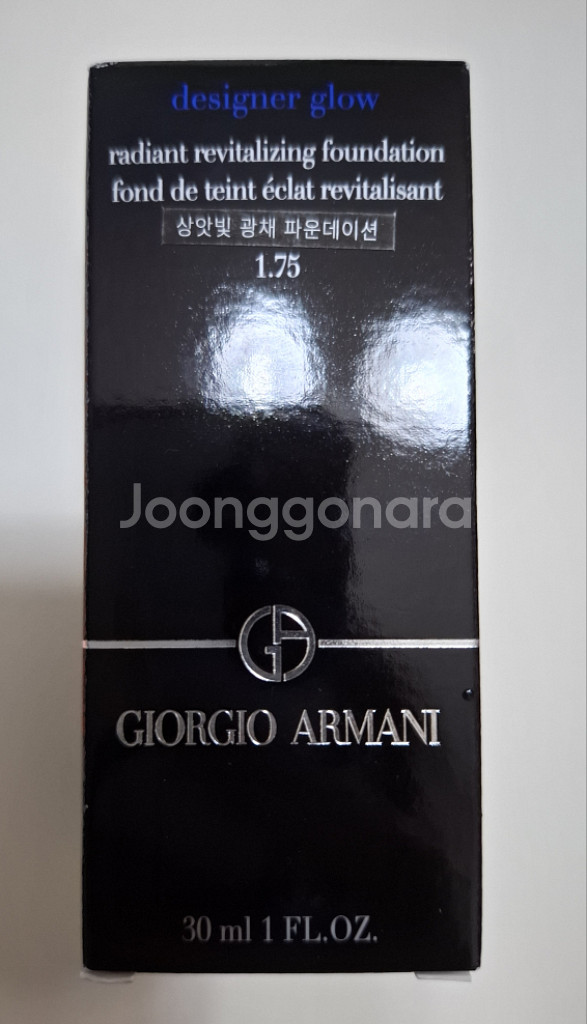 designer glow
radiant revitalizing foundation
fond de teint éclat revitalisant
상앗빛 광채 파운데이션
1.75
Joonggonara
GA
GIORGIO ARMANI
30 ml 1 FL.OZ.